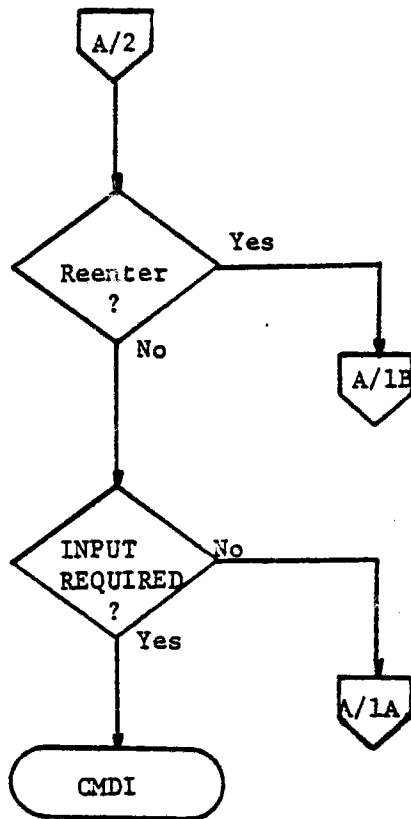 A/2
Yes
Reenter
?
No
A/1B
INPUT
REQUIRED
?
No
Yes
A/1A
CMDI